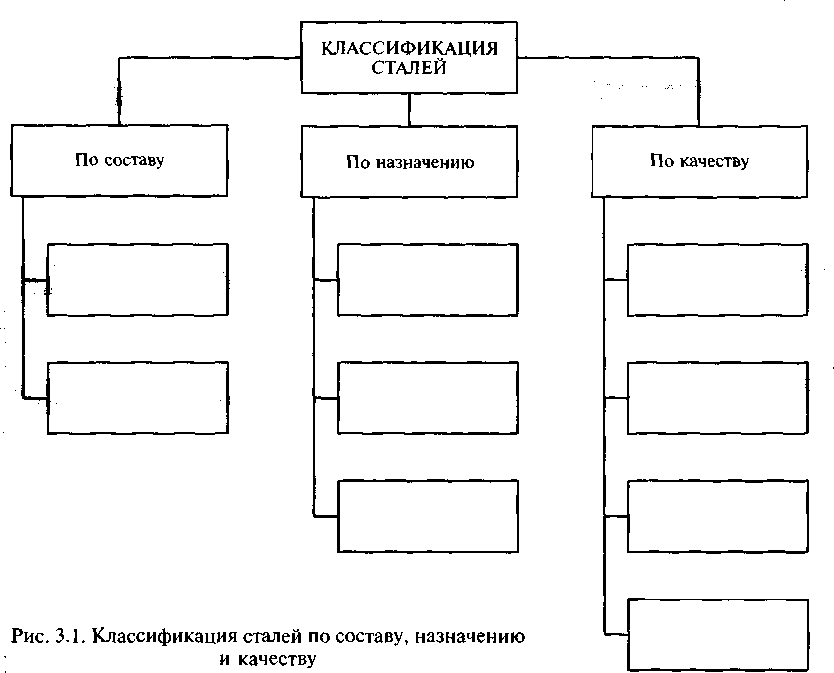 КЛАССИФИКАЦИЯ
СТАЛЕЙ
По составу
По назначению
По качеству
Рис. 3.1. Классификация сталей по составу, назначению
и качеству